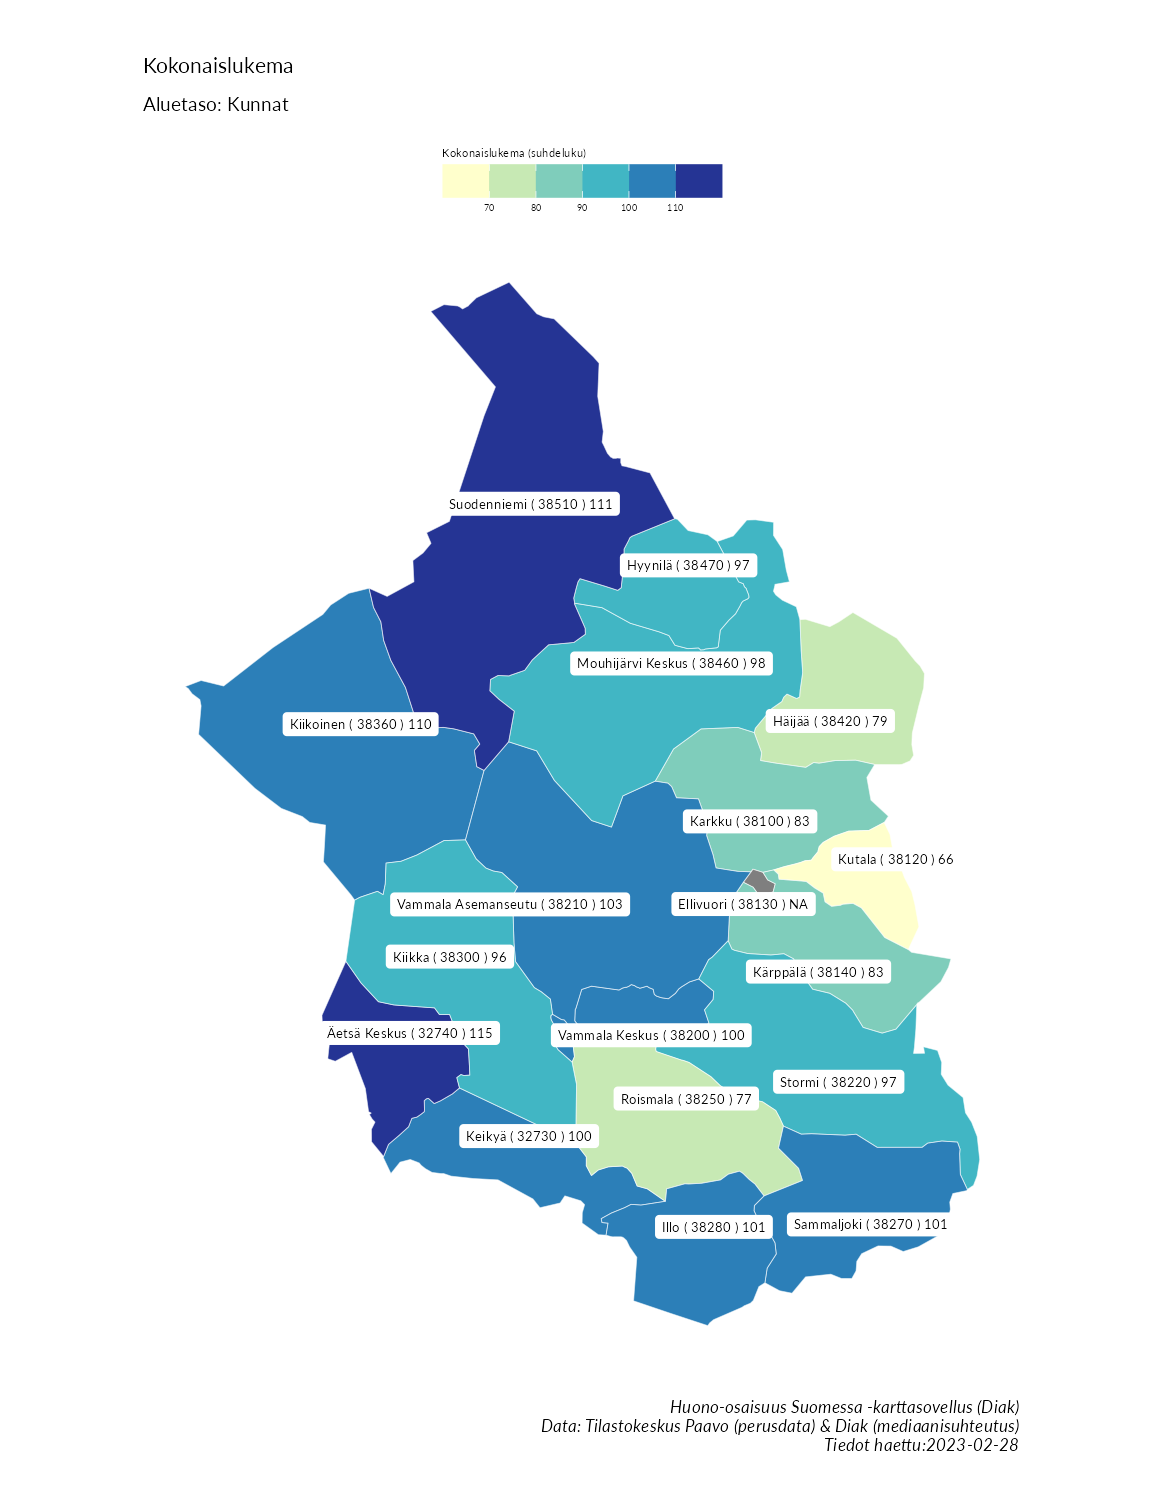 Kokonaislukema
Aluetaso: Kunnat
Kokonaislukema (suhdeluku)
70 80 90 100 110
Suodenniemi ( 38510 ) 111
Hyynilä ( 38470 ) 97
Mouhijärvi Keskus ( 38460 ) 98
Häijää ( 38420 ) 79
Kiikoinen ( 38360 ) 110
Karkku ( 38100 ) 83
Kutala ( 38120 ) 66
Vammala Asemanseutu ( 38210 ) 103
Ellivuori ( 38130 ) NA
Kiikka ( 38300 ) 96
Kärppälä ( 38140 ) 83
Äetsä Keskus ( 32740 ) 115
Vammala Keskus ( 38200 ) 100
Stormi ( 38220 ) 97
Roismala ( 38250 ) 77
Keikyä ( 32730 ) 100
Illo ( 38280 ) 101
Sammaljoki ( 38270 ) 101
Huono-osaisuus Suomessa -karttasovellus (Diak)
Data: Tilastokeskus Paavo (perusdata) & Diak (mediaanisuhteutus)
Tiedot haettu:2023-02-28